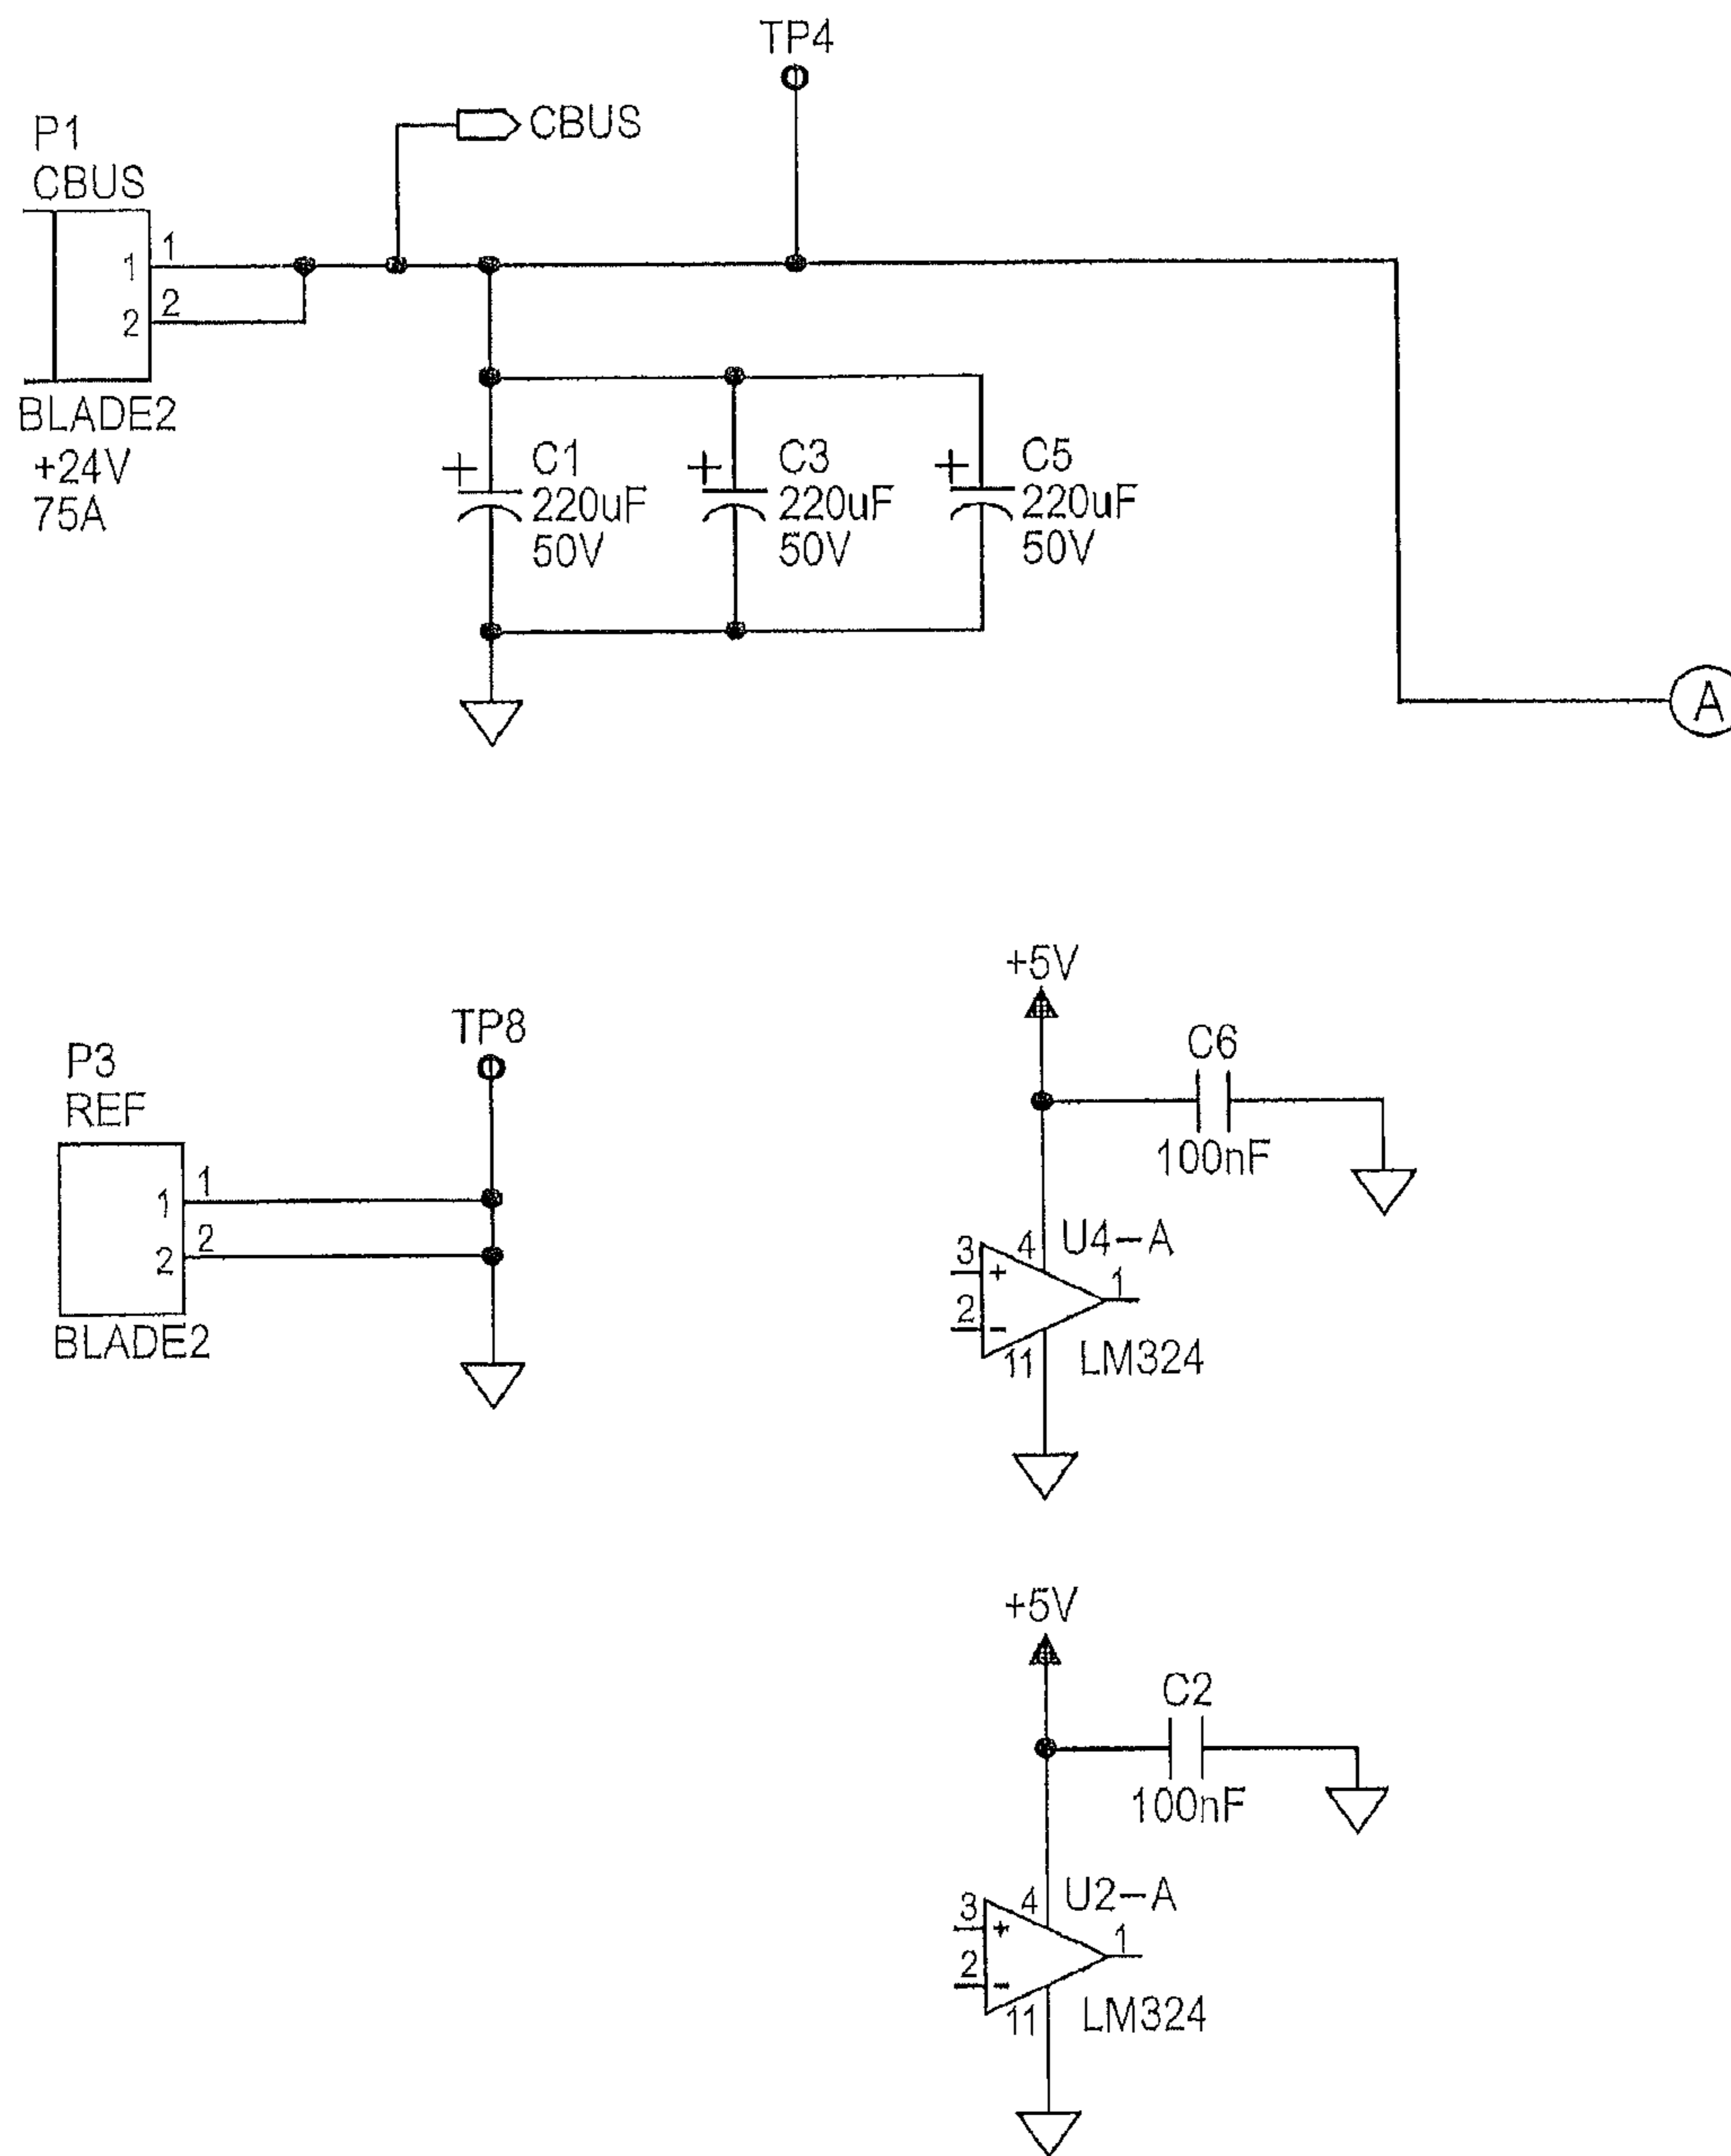 TP4
CBUS
P1
CBUS
1
1
2
2
BLADE2
+24V
75A
+
C1
220uF
50V
+
C3
220uF
50V
+
C5
220uF
50V
A
P3
REF
TP8
1
1
2
2
BLADE2
+5V
C6
100nF
U4-A
3
4
+
1
2
-
11
LM324
+5V
C2
100nF
U2-A
3
4
+
1
2
-
11
LM324